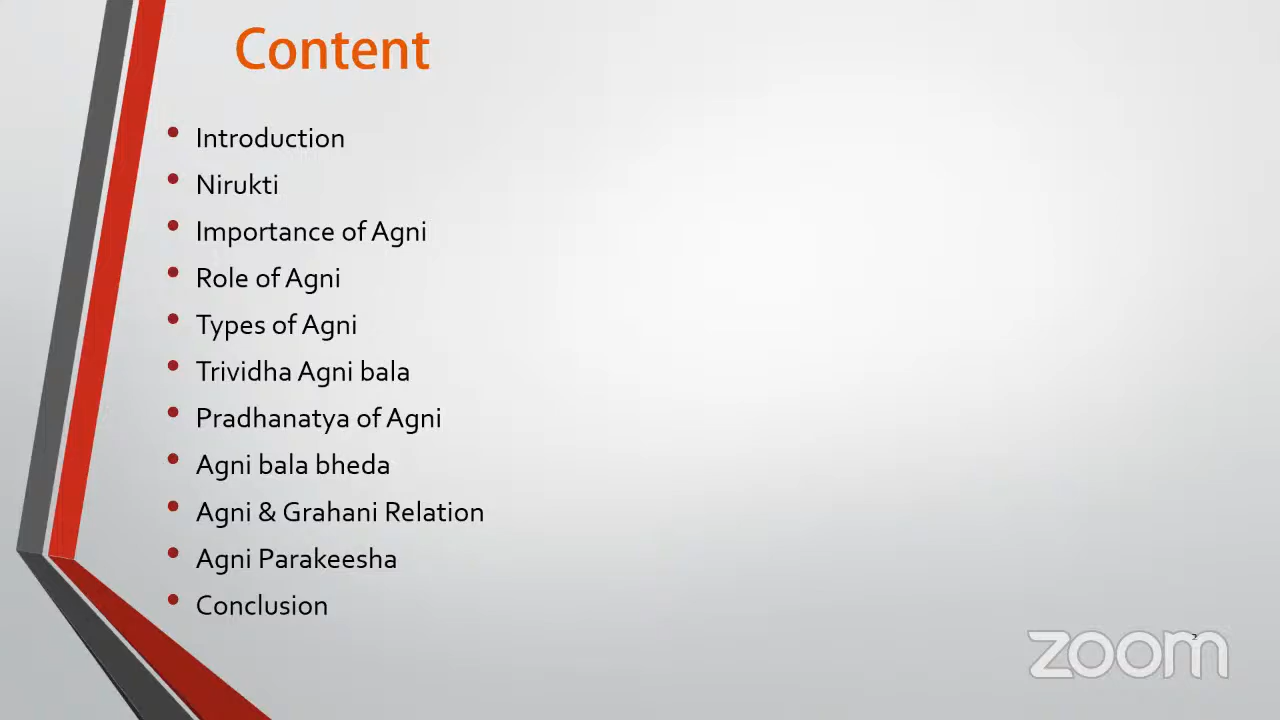 Content
Introduction
Nirukti
Importance of Agni
Role of Agni
Types of Agni
Trividha Agni bala
Pradhanatya of Agni
Agni bala bheda
Agni & Grahani Relation
Agni Parakeesha
Conclusion
2
zoom